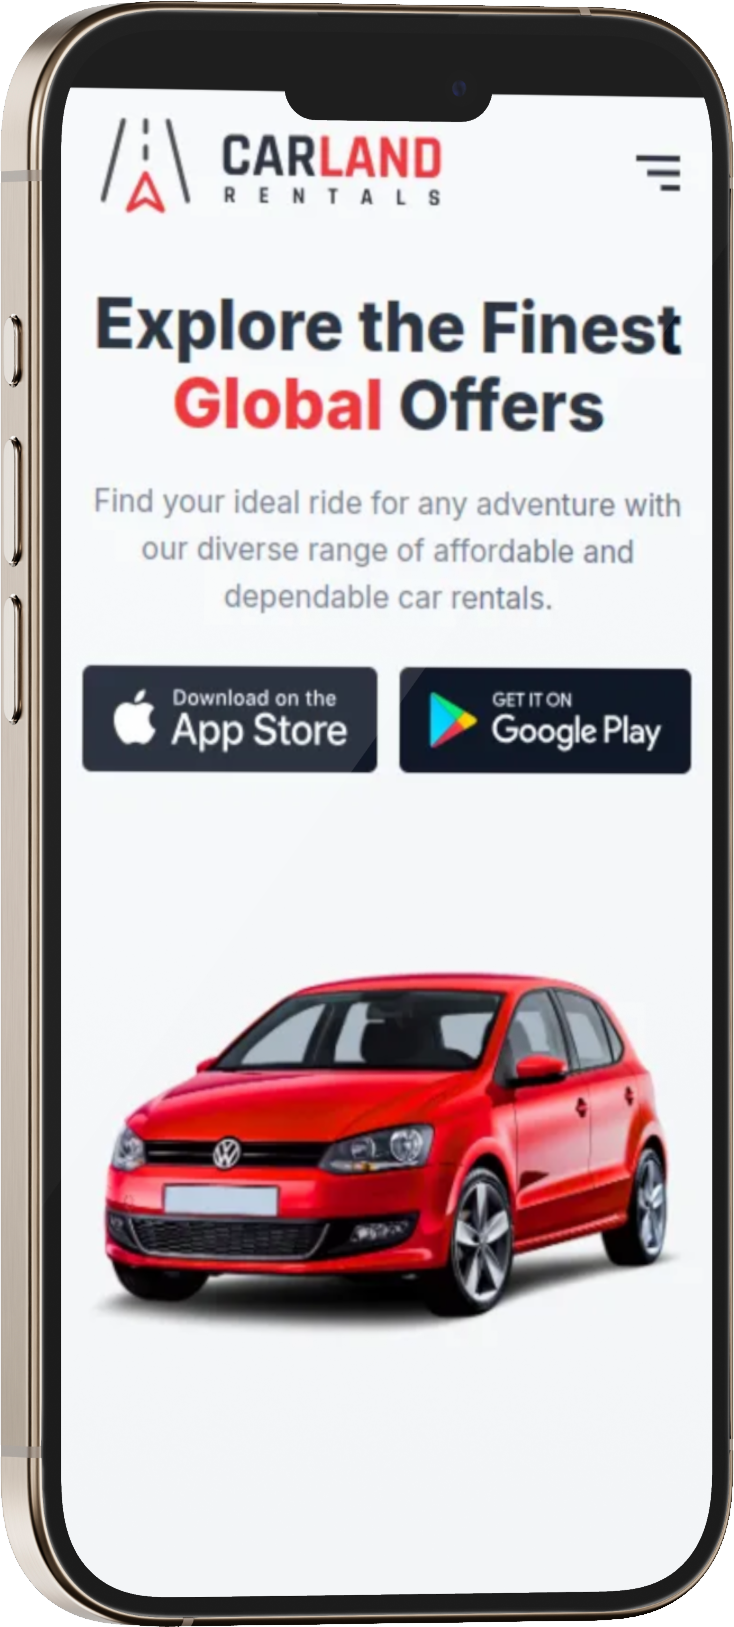 CARLAND
RENTALS
Explore the Finest
Global Offers
Find your ideal ride for any adventure with
our diverse range of affordable and
dependable car rentals.
Download on the
App Store
GET IT ON
Google Play